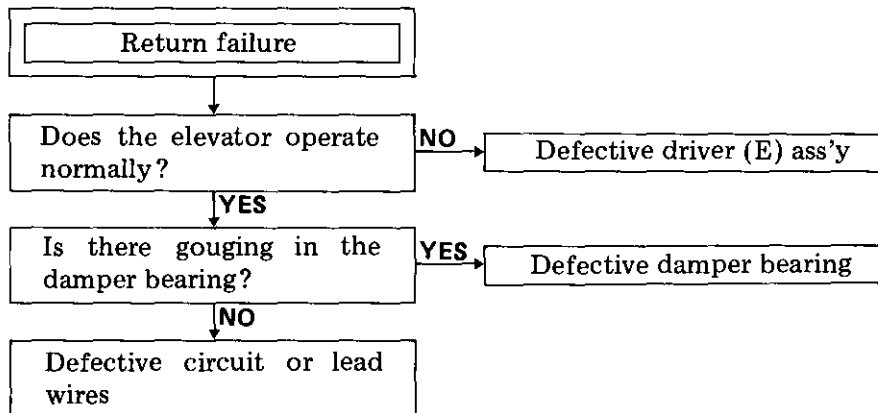 Return failure
Does the elevator operate
normally?
NO
Defective driver (E) ass'y
YES
Is there gouging in the
damper bearing?
YES
Defective damper bearing
NO
Defective circuit or lead
wires